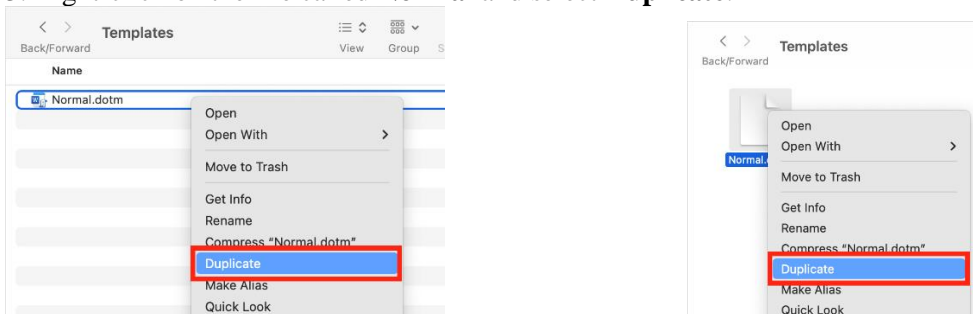 Templates
Back/Forward
View Group
Name
Normal.dotm
Open
Open With
Move to Trash
Get Info
Rename
Compress "Normal.dotm"
Duplicate
Make Alias
Quick Look
Templates
Back/Forward
Normal.
Open
Open With
Move to Trash
Get Info
Rename
Compress "Normal.dotm"
Duplicate
Make Alias
Quick Look